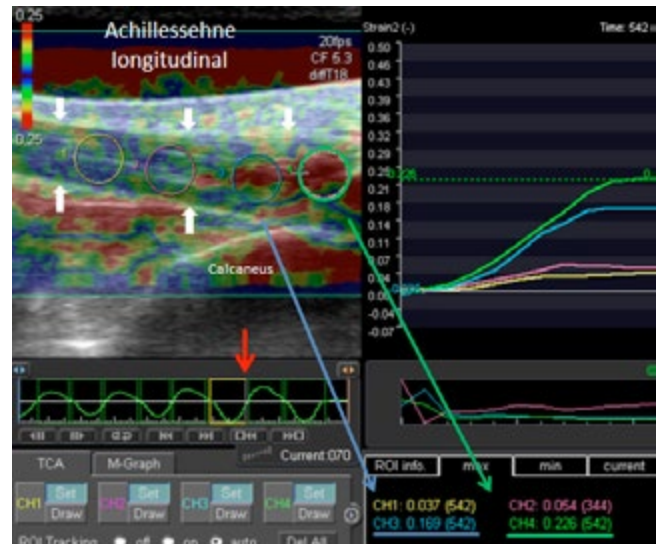 0.25
Achillessehne
longitudinal
20fps
CF 6.3
diffT18
0.25
Calcaneus
Strain2 (-)
Time: 542
0.50
0.46
0.43
0.39
0.36
0.32
0.29
0.25
0.21
0.18
0.14
0.11
0.07
0.04
0.00
-0.04
-0.07
Current:070
TCA
M-Graph
CH1
Set
Draw
CH2
Set
Draw
CH3
Set
Draw
CH4
Set
Draw
ROI Tracking
off
on
auto
Del All
ROI info.
max
min
current
CH1: 0.037 (542)
CH2: 0.054 (344)
CH3: 0.169 (542)
CH4: 0.226 (542)